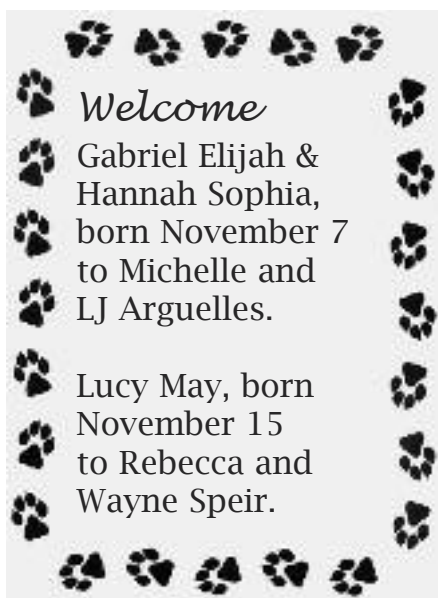 Welcome
Gabriel Elijah &
Hannah Sophia,
born November 7
to Michelle and
LJ Arguelles.
Lucy May, born
November 15
to Rebecca and
Wayne Speir.